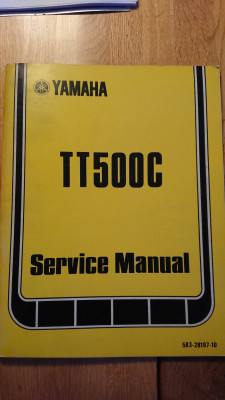 YAMAHA
TT500C
Service Manual
583-28197-10